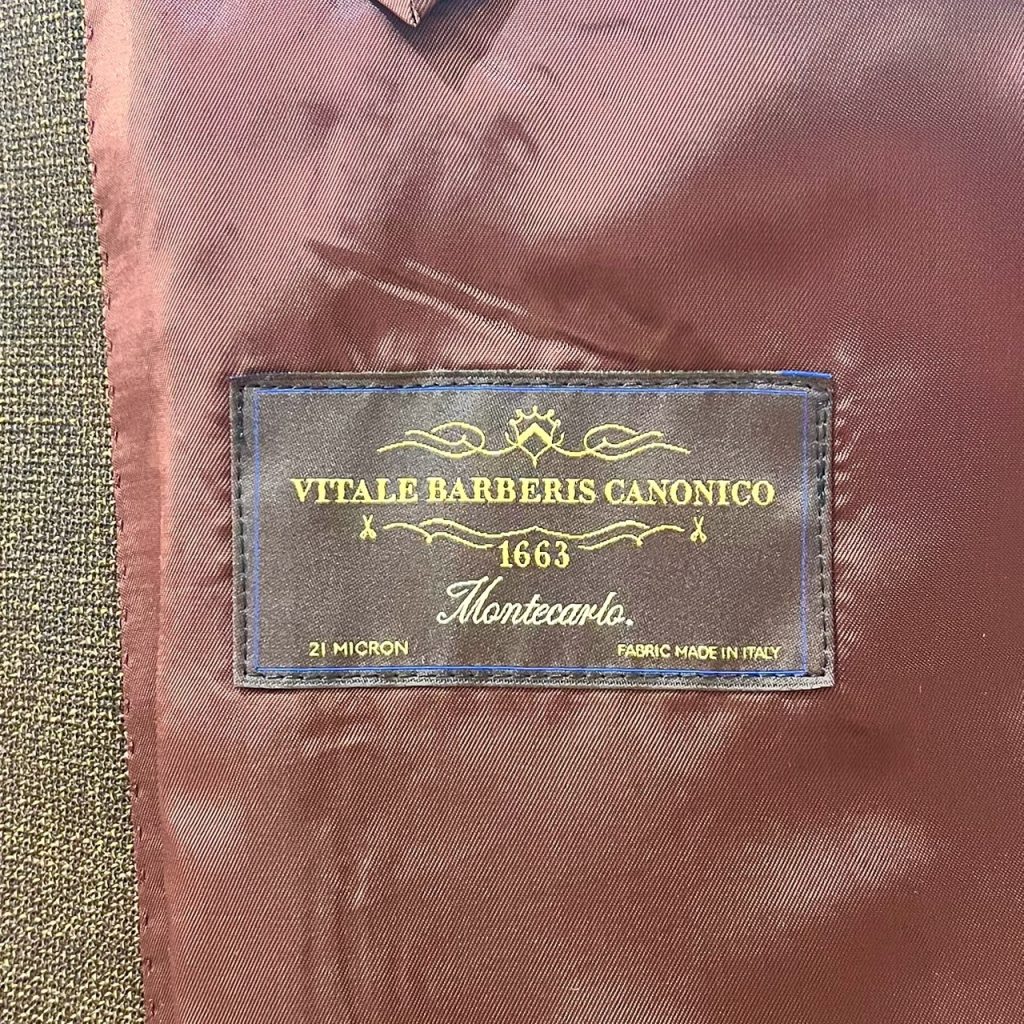 VITALE BARBERIS CANONICO
1663
Montecarlo.
21 MICRON
FABRIC MADE IN ITALY